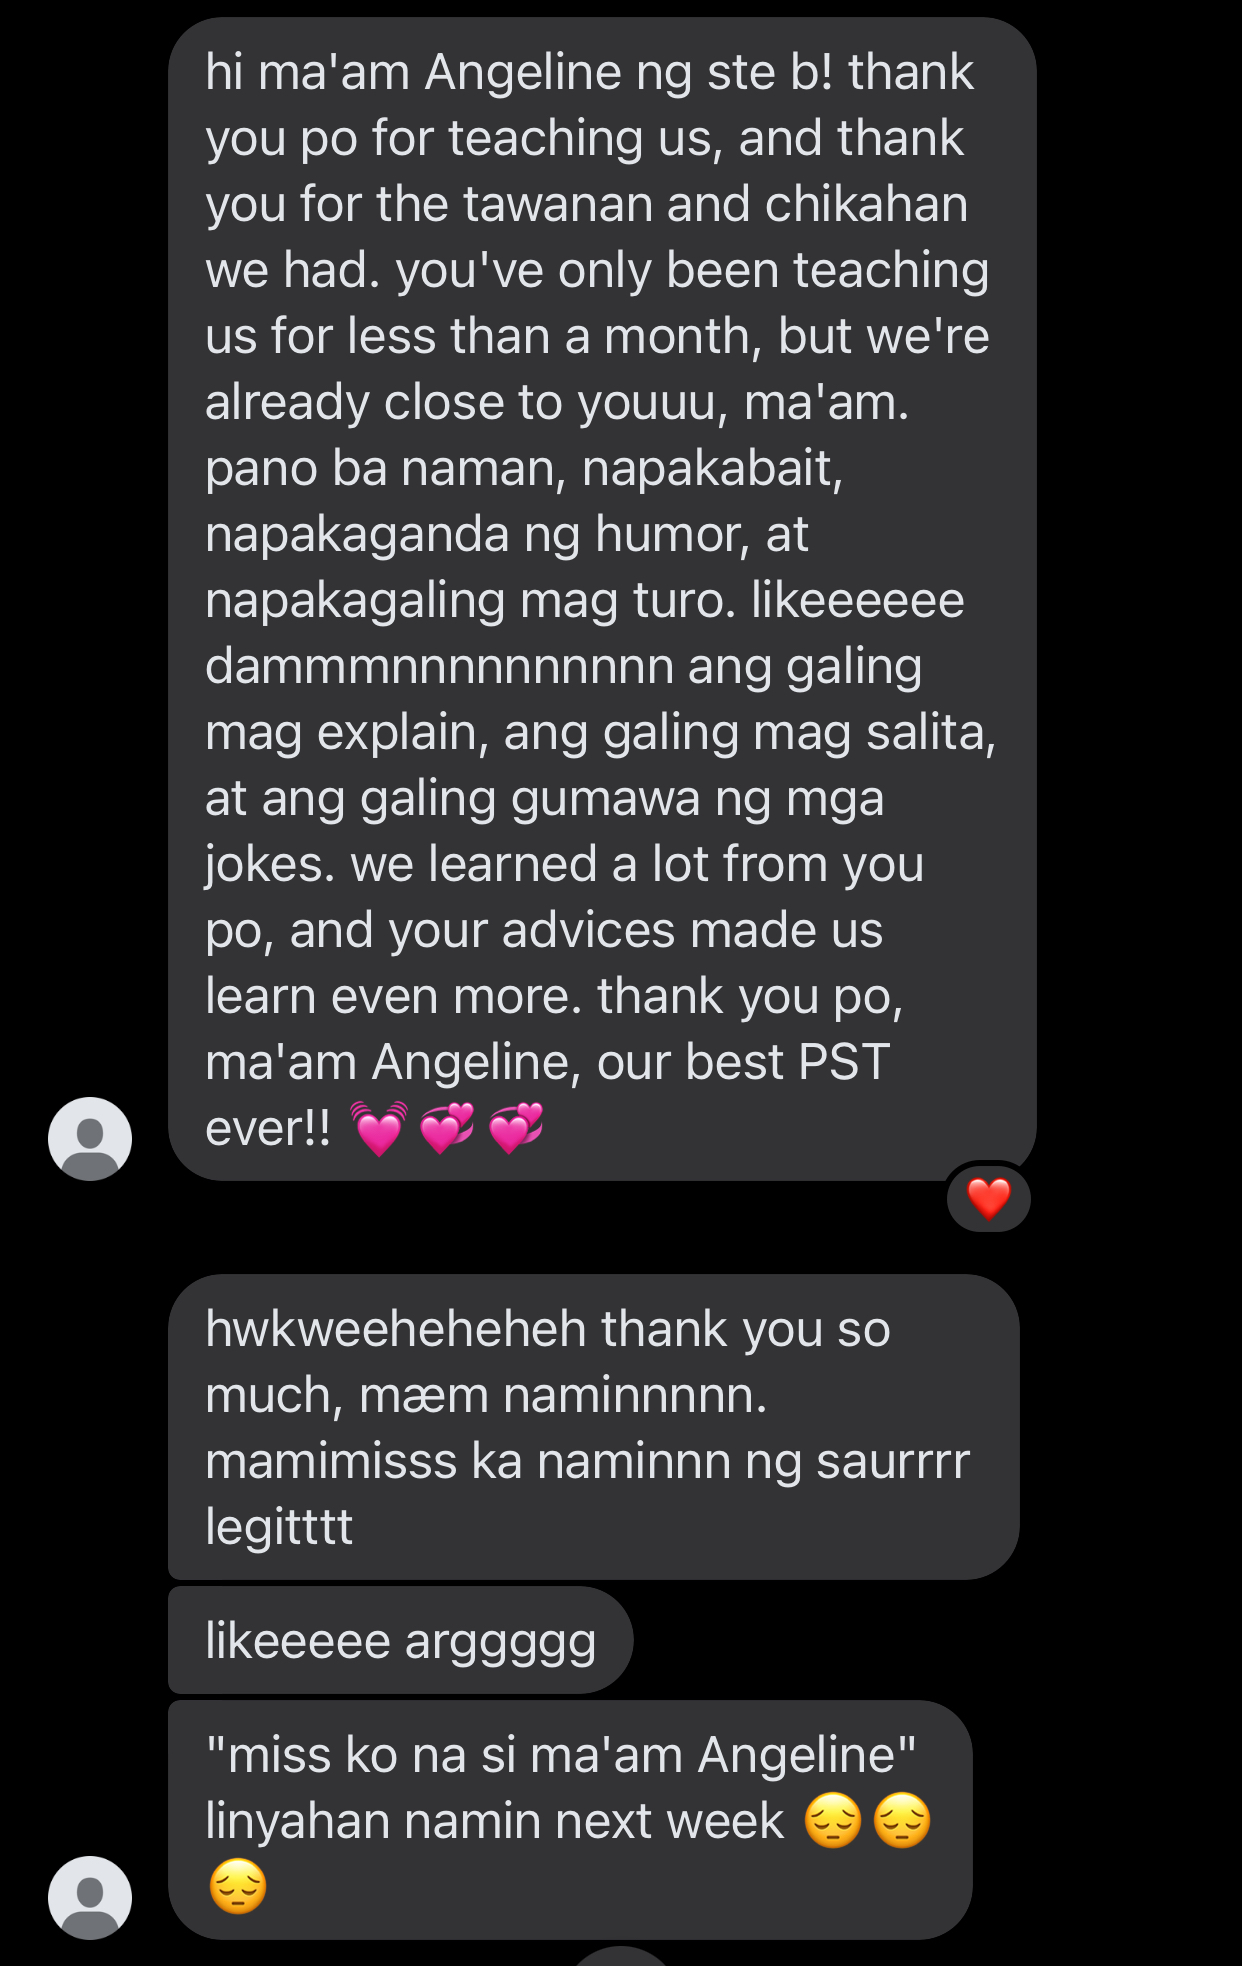 hi ma'am Angeline ng ste b! thank
you po for teaching us, and thank
you for the tawanan and chikahan
we had. you've only been teaching
us for less than a month, but we're
already close to youuu, ma'am.
pano ba naman, napakabait,
napakaganda ng humor, at
napakagaling mag turo. likeeeeee
dammmnnnnnnnnnn ang galing
mag explain, ang galing mag salita,
at ang galing gumawa ng mga
jokes. we learned a lot from you
po, and your advices made us
learn even more. thank you po,
ma'am Angeline, our best PST
ever!! 💓💞💞
❤️
hwkweeheheheh thank you so
much, mæm naminnnnn.
mamimisss ka naminnn ng saurrrr
legitttt
likeeeee arggggg
"miss ko na si ma'am Angeline"
linyahan namin next week 😔😔
😔